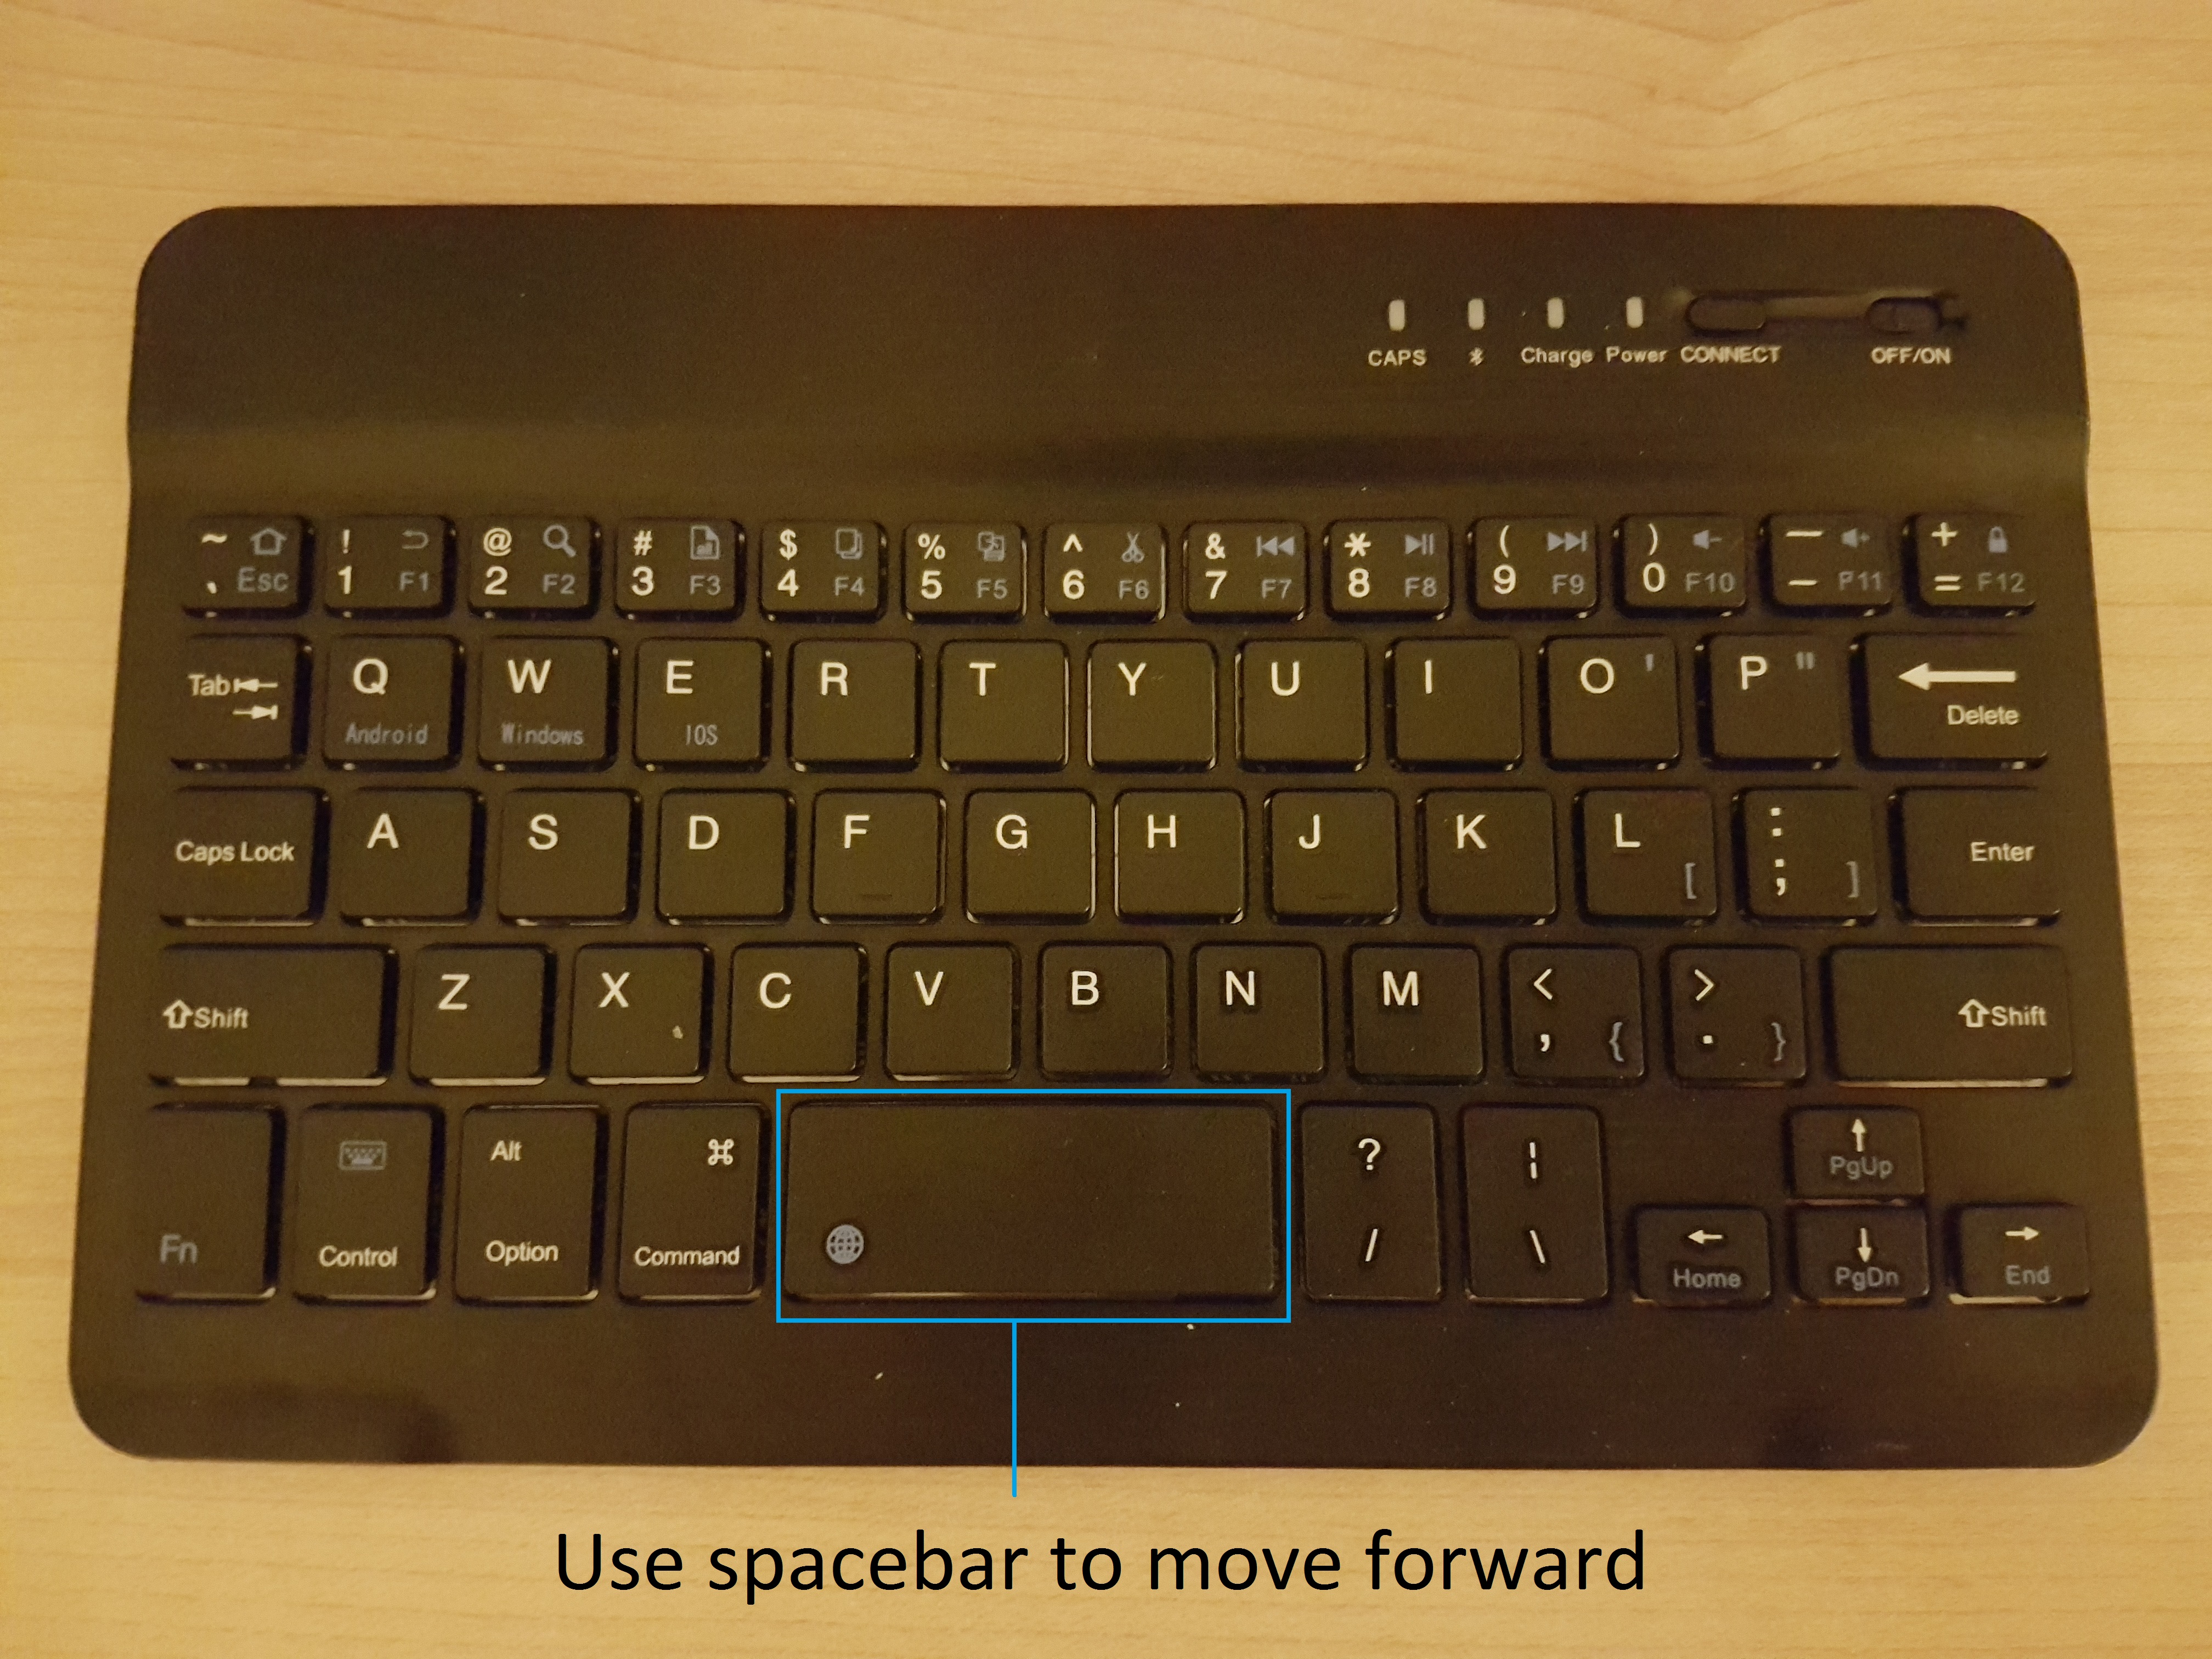 CAPS Charge Power CONNECT OFF/ON
~ ! @ # $ % ^ & * ( ) — +
Esc 1 F1 2 F2 3 F3 4 F4 5 F5 6 F6 7 F7 8 F8 9 F9 0 F10 – F11 = F12
Tab Q W E R T Y U I O ' P "
Android Windows IOS Delete
Caps Lock A S D F G H J K L [ : ; ] Enter
Shift Z X C V B N M < , { > . } Shift
Alt ? ¦ PgUp
Fn Control Option Command / \ Home PgDn End
Use spacebar to move forward